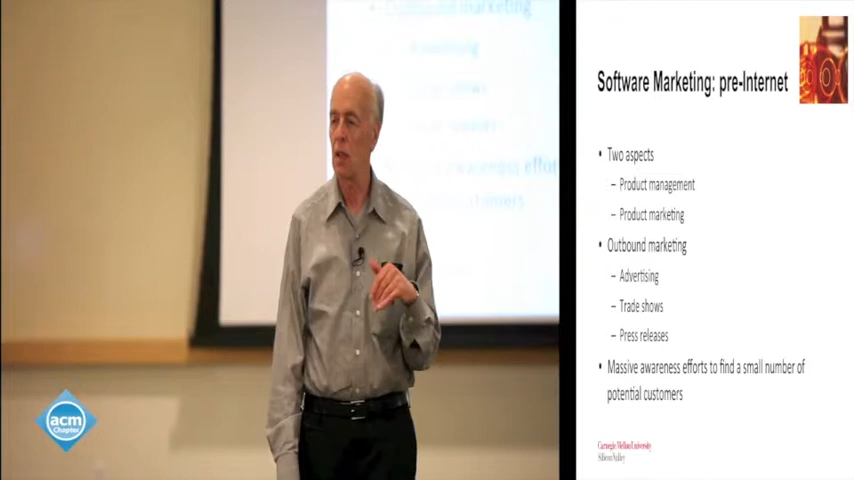 marketing
Software Marketing: pre-Internet
• Two aspects
– Product management
– Product marketing
• Outbound marketing
– Advertising
– Trade shows
– Press releases
• Massive awareness efforts to find a small number of
potential customers
acm
Chapter
Carnegie Mellon University
Silicon Valley